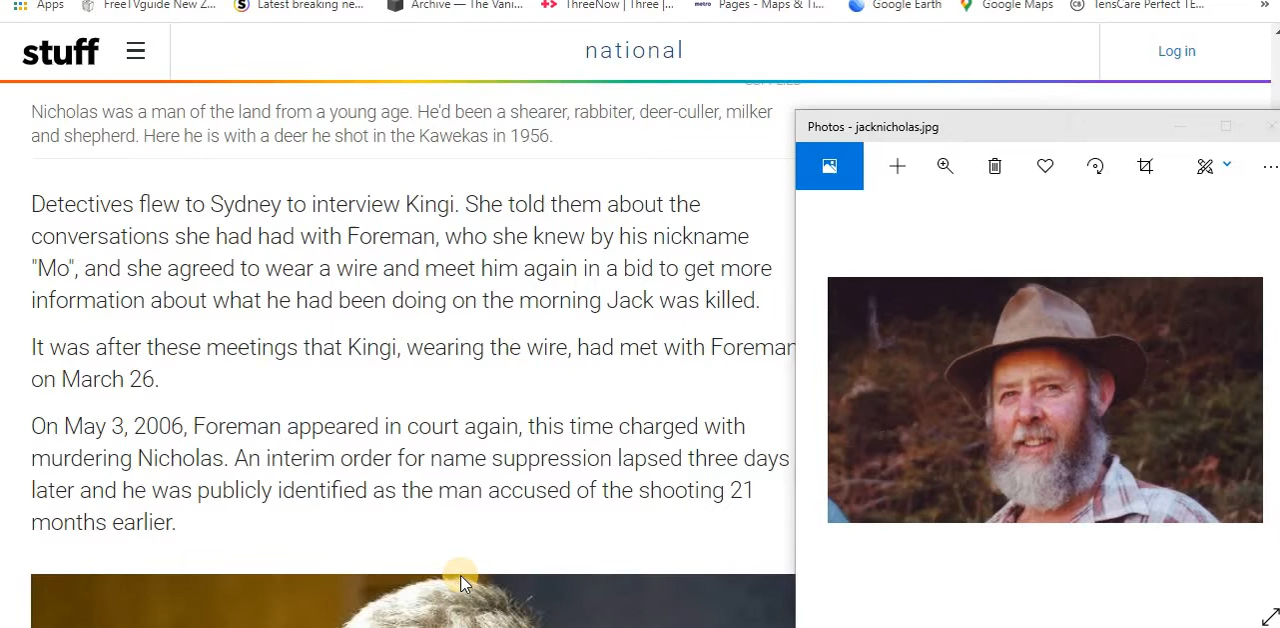 Apps
FreeTVguide New Z...
Latest breaking ne...
Archive — The Vani...
ThreeNow | Three |...
metro
Pages - Maps & Ti...
Google Earth
Google Maps
TensCare Perfect TE...
»
stuff
national
Log in
Nicholas was a man of the land from a young age. He'd been a shearer, rabbiter, deer-culler, milker
and shepherd. Here he is with a deer he shot in the Kawekas in 1956.
Detectives flew to Sydney to interview Kingi. She told them about the
conversations she had had with Foreman, who she knew by his nickname
"Mo", and she agreed to wear a wire and meet him again in a bid to get more
information about what he had been doing on the morning Jack was killed.
It was after these meetings that Kingi, wearing the wire, had met with Foreman
on March 26.
On May 3, 2006, Foreman appeared in court again, this time charged with
murdering Nicholas. An interim order for name suppression lapsed three days
later and he was publicly identified as the man accused of the shooting 21
months earlier.
Photos - jacknicholas.jpg